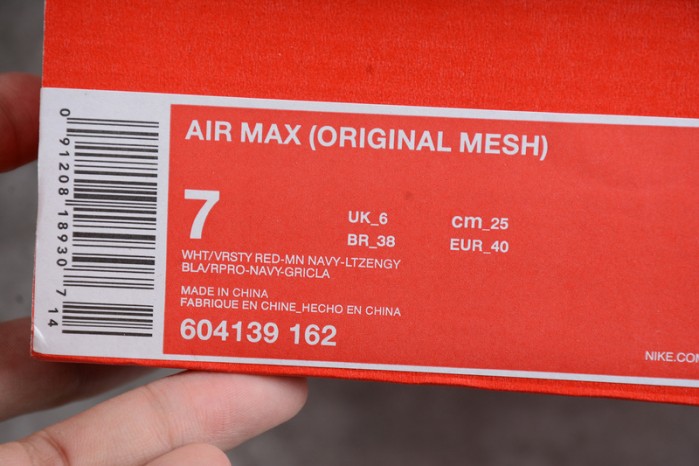 0 91208 18930 7 14
AIR MAX (ORIGINAL MESH)
7
UK_6 cm_25
BR_38 EUR_40
WHT/VRSTY RED-MN NAVY-LTZENGY
BLA/RPRO-NAVY-GRICLA
MADE IN CHINA
FABRIQUE EN CHINE_HECHO EN CHINA
604139 162
NIKE.COM